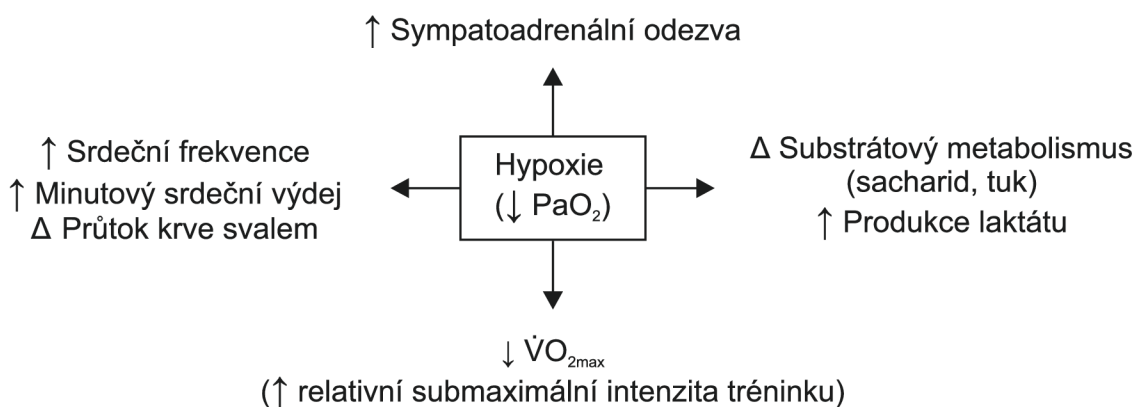 ↑ Sympatoadrenální odezva
↑ Srdeční frekvence
↑ Minutový srdeční výdej
Δ Průtok krve svalem
Hypoxie
(↓ PaO₂)
Δ Substrátový metabolismus
(sacharid, tuk)
↑ Produkce laktátu
↓ V̇O₂max
(↑ relativní submaximální intenzita tréninku)